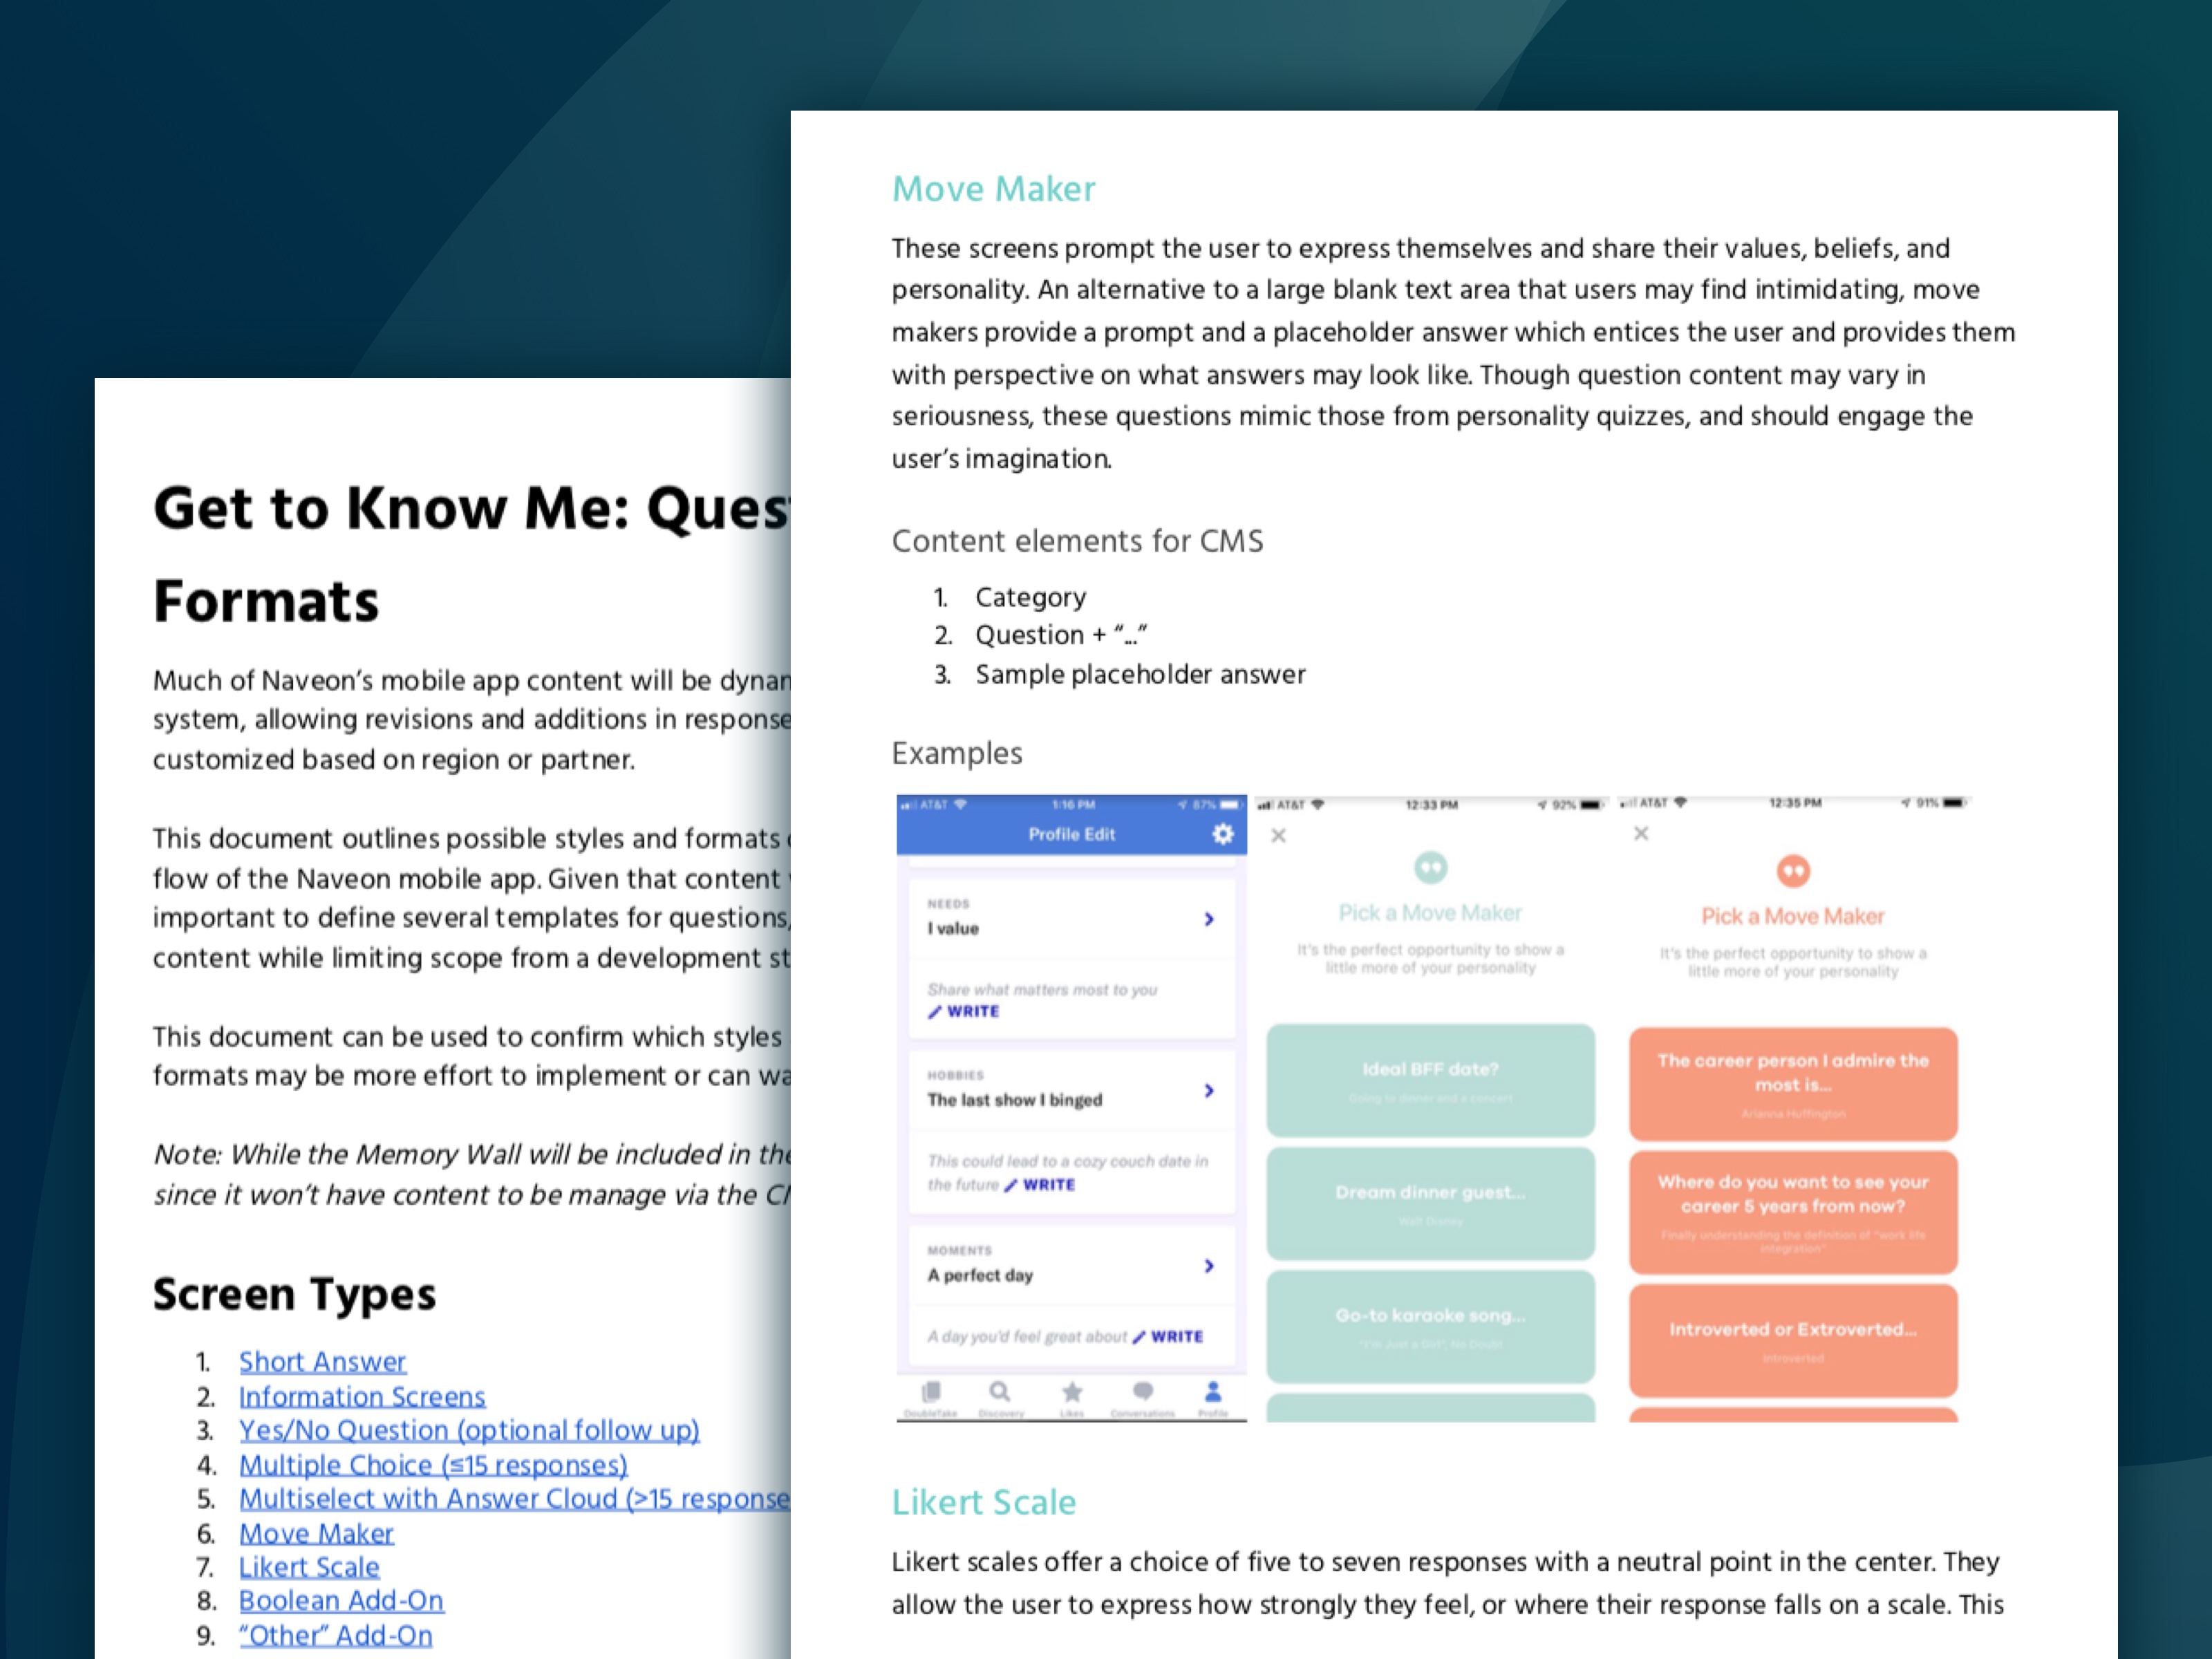 Get to Know Me: Ques
Formats
Much of Naveon's mobile app content will be dynam
system, allowing revisions and additions in response
customized based on region or partner.
This document outlines possible styles and formats
flow of the Naveon mobile app. Given that content
important to define several templates for questions,
content while limiting scope from a development st
This document can be used to confirm which styles
formats may be more effort to implement or can wa
Note: While the Memory Wall will be included in the
since it won't have content to be manage via the
Screen Types
1. Short Answer
2. Information Screens
3. Yes/No Question (optional follow up)
4. Multiple Choice (≤15 responses)
5. Multiselect with Answer Cloud (>15 response
6. Move Maker
7. Likert Scale
8. Boolean Add-On
9. “Other” Add-On
Move Maker
These screens prompt the user to express themselves and share their values, beliefs, and
personality. An alternative to a large blank text area that users may find intimidating, move
makers provide a prompt and a placeholder answer which entices the user and provides them
with perspective on what answers may look like. Though question content may vary in
seriousness, these questions mimic those from personality quizzes, and should engage the
user's imagination.
Content elements for CMS
1. Category
2. Question + “...”
3. Sample placeholder answer
Examples
AT&T 1:16 PM 87%
Profile Edit
NEEDS
I value
Share what matters most to you
WRITE
HOBBIES
The last show I binged
This could lead to a cozy couch date in
the future WRITE
MOMENTS
A perfect day
A day you'd feel great about WRITE
DoubleTake Discovery Likes Conversations Profile
AT&T 12:33 PM 92%
Pick a Move Maker
It's the perfect opportunity to show a
little more of your personality
Ideal BFF date?
Going to dinner and a concert
Dream dinner guest...
Walt Disney
Go-to karaoke song...
"I'm Just a Girl", No Doubt
AT&T 12:35 PM 91%
Pick a Move Maker
It's the perfect opportunity to show a
little more of your personality
The career person I admire the
most is...
Arianna Huffington
Where do you want to see your
career 5 years from now?
Finally understanding the definition of "work life
integration"
Introverted or Extroverted...
Introverted
Likert Scale
Likert scales offer a choice of five to seven responses with a neutral point in the center. They
allow the user to express how strongly they feel, or where their response falls on a scale. This